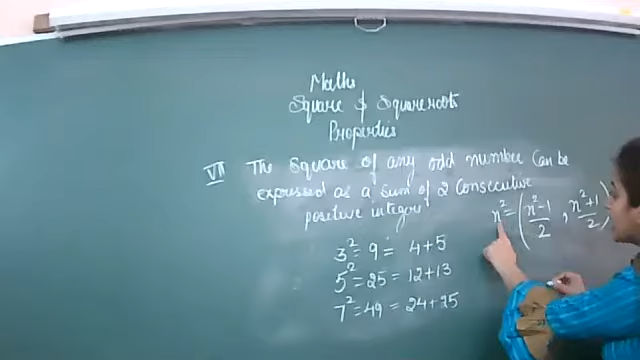 Maths
Square & Squareroots
Properties
VII The Square of any odd number Can be
expressed as a Sum of 2 Consecutive
positive integer
n² = (n²-1/2, n²+1/2)
3² = 9 = 4+5
5² = 25 = 12+13
7² = 49 = 24+25